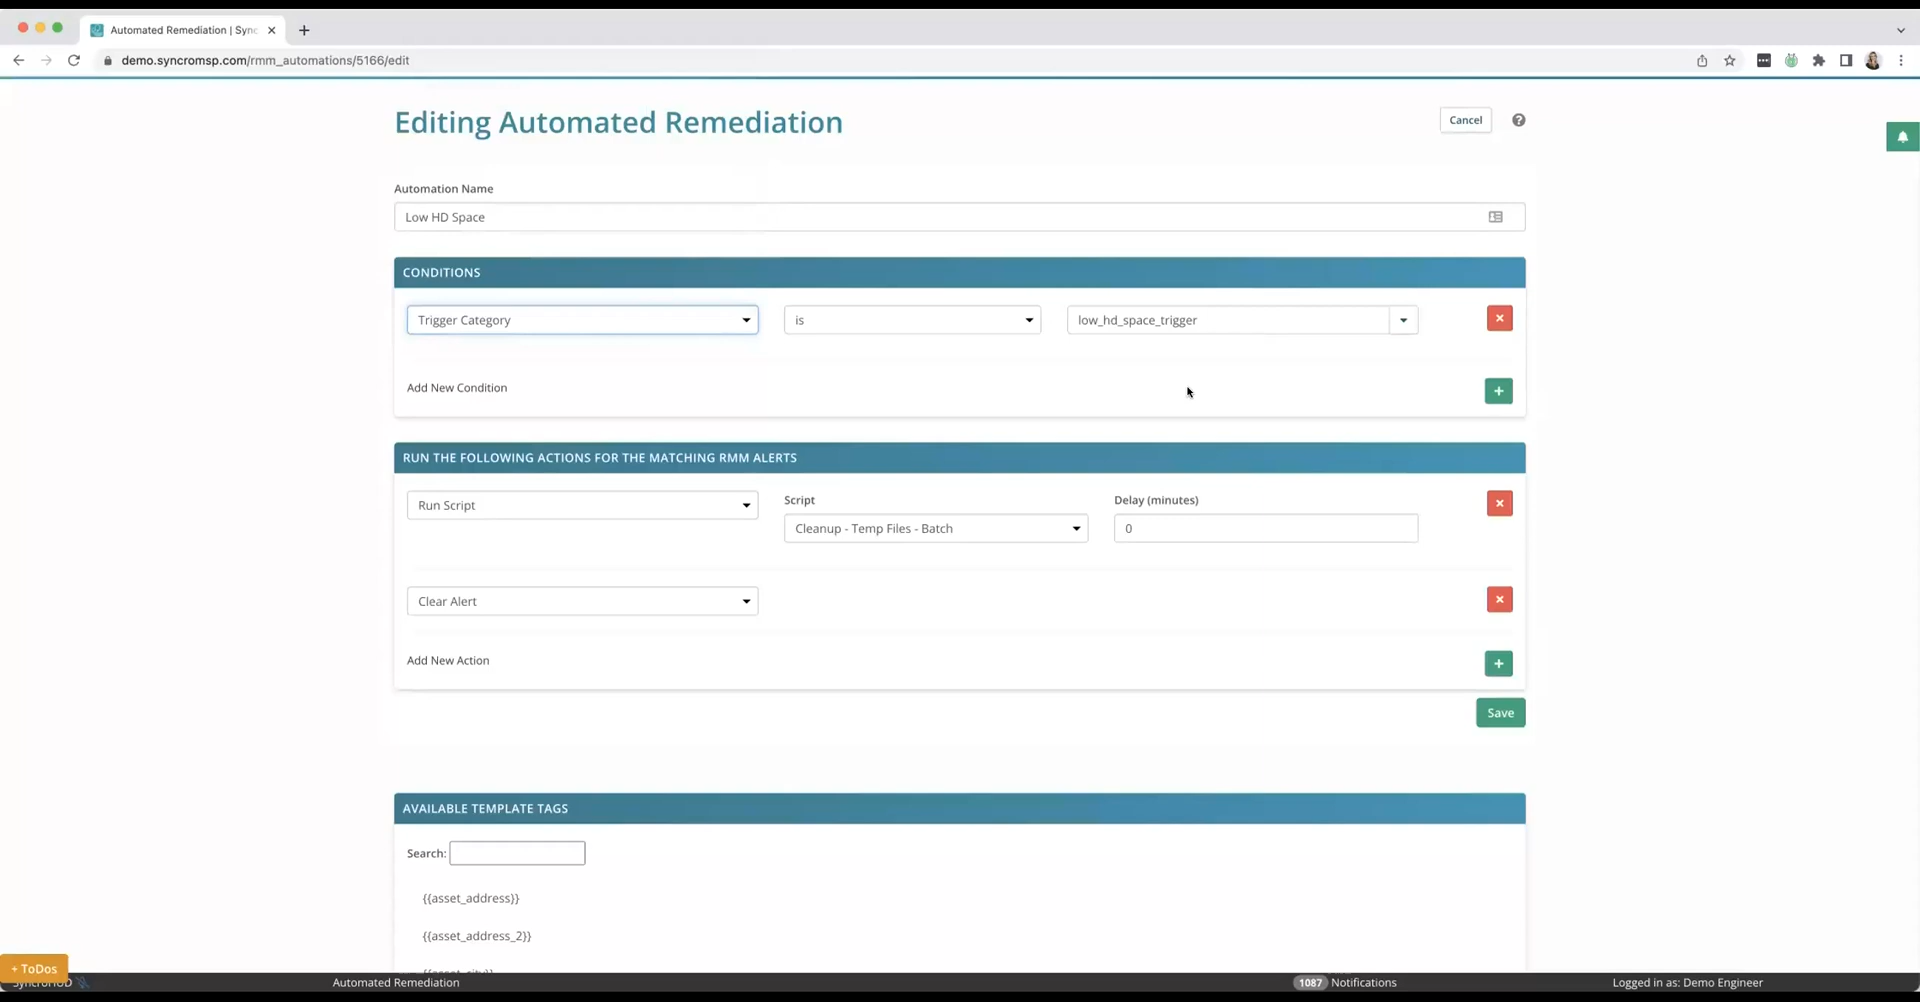 Automated Remediation | Sync
demo.syncromsp.com/rmm_automations/5166/edit
Editing Automated Remediation
Cancel
Automation Name
Low HD Space
CONDITIONS
Trigger Category
is
low_hd_space_trigger
Add New Condition
RUN THE FOLLOWING ACTIONS FOR THE MATCHING RMM ALERTS
Run Script
Script
Cleanup - Temp Files - Batch
Delay (minutes)
0
Clear Alert
Add New Action
Save
AVAILABLE TEMPLATE TAGS
Search:
{{asset_address}}
{{asset_address_2}}
{{asset_city}}
+ ToDos
SyncroHUD
Automated Remediation
1087 Notifications
Logged in as: Demo Engineer